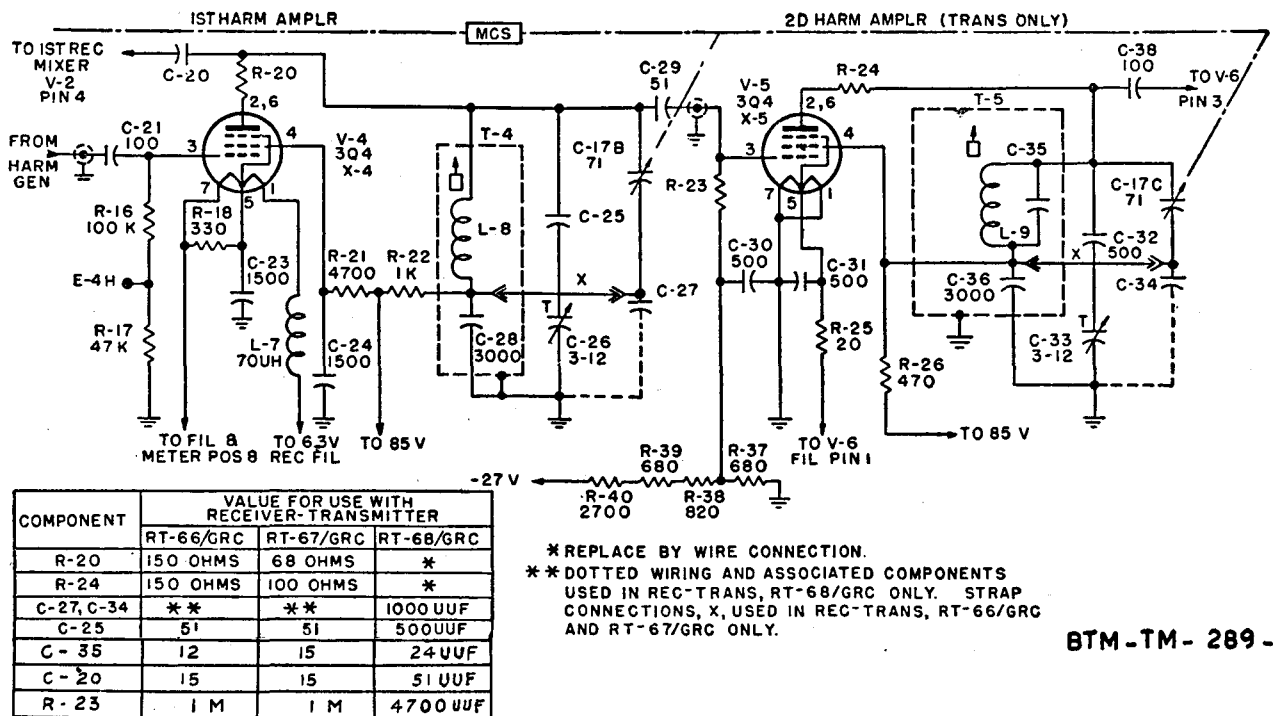 1ST HARM AMPLR
MCS
2D HARM AMPLR (TRANS ONLY)
TO 1ST REC
MIXER
V-2
PIN 4
C-20
R-20
2,6
4
3
7
5
1
V-4
3Q4
X-4
FROM
HARM
GEN
C-21
100
R-16
100 K
E-4H
R-17
47 K
R-18
330
C-23
1500
L-7
70UH
C-24
1500
R-21
4700
R-22
1K
T-4
L-8
C-28
3000
C-25
X
T
C-26
3-12
C-17B
71
C-27
C-29
51
TO FIL &
METER POS 8
TO 6.3V
REC FIL
TO 85 V
V-5
3Q4
X-5
2,6
4
3
7
5
1
R-23
R-24
C-30
500
C-31
500
R-25
20
TO V-6
FIL PIN 1
R-26
470
TO 85 V
T-5
C-35
L-9
C-36
3000
X
C-32
500
T
C-33
3-12
C-17C
71
C-34
C-38
100
TO V-6
PIN 3
-27 V
R-40
2700
R-39
680
R-38
820
R-37
680
COMPONENT
VALUE FOR USE WITH
RECEIVER-TRANSMITTER
RT-66/GRC RT-67/GRC RT-68/GRC
R-20 150 OHMS 68 OHMS *
R-24 150 OHMS 100 OHMS *
C-27, C-34 ** ** 1000 UUF
C-25 51 51 500UUF
C-35 12 15 24UUF
C-20 15 15 51 UUF
R-23 1 M 1 M 4700 UUF
* REPLACE BY WIRE CONNECTION.
** DOTTED WIRING AND ASSOCIATED COMPONENTS
USED IN REC-TRANS, RT-68/GRC ONLY. STRAP
CONNECTIONS, X, USED IN REC-TRANS, RT-66/GRC
AND RT-67/GRC ONLY.
BTM-TM- 289 -